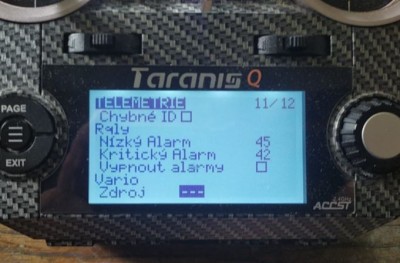 Taranis Q
PAGE
EXIT
TELEMETRIE 11/12
Chybné ID
Rqly
Nízký Alarm 45
Kritický Alarm 42
Vypnout alarmy
Vario
Zdroj ---
ACCST